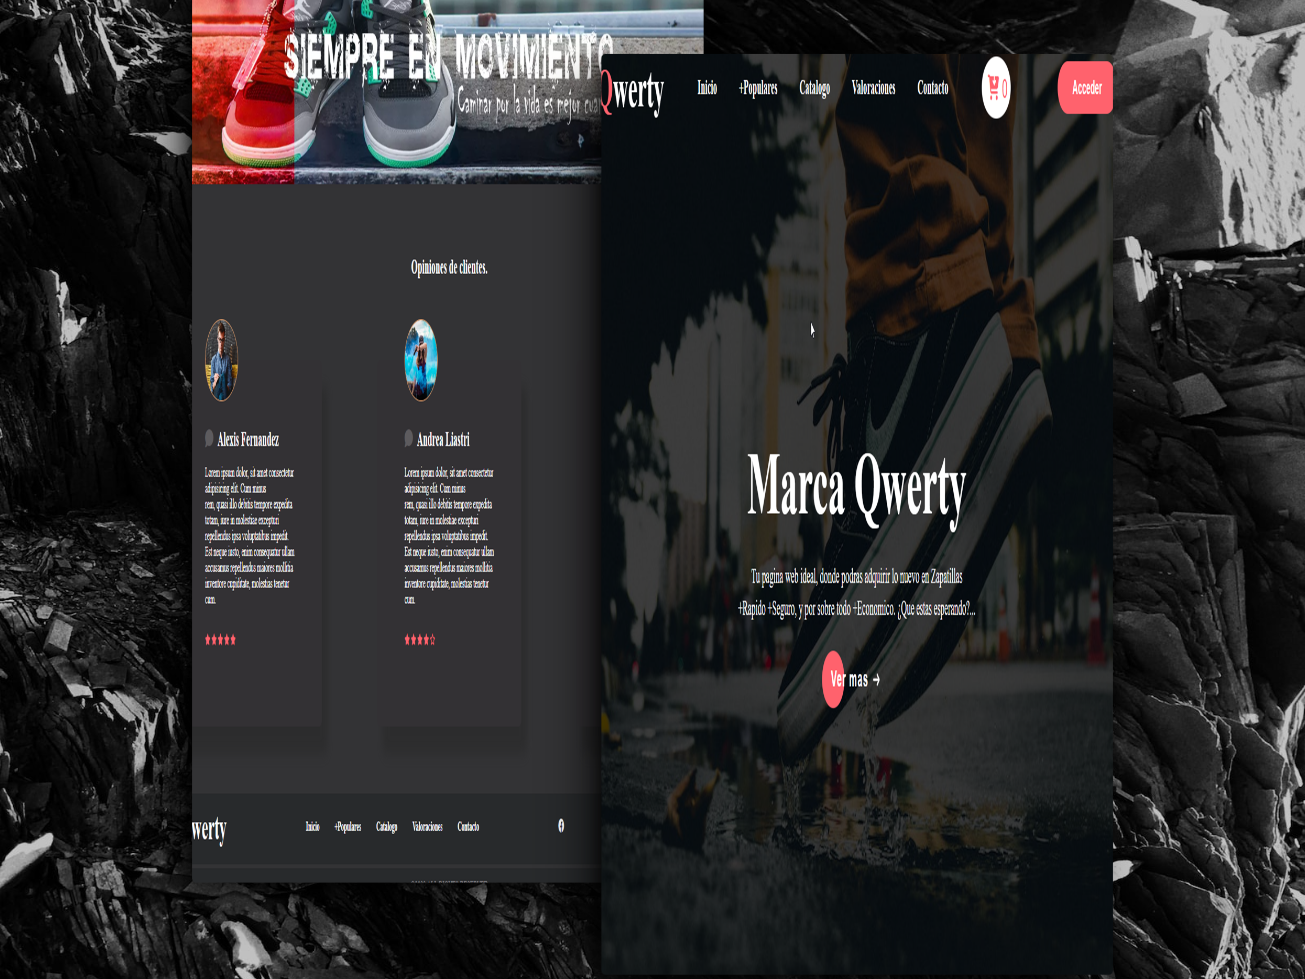 SIEMPRE EN MOVIMIENTO
Caminar por la vida es mejor cuan
Opiniones de clientes.
Alexis Fernandez
Lorem ipsum dolor, sit amet consectetur
adipisicing elit. Cum minus
rem, quasi illo debitis tempore expedita
totam, iure in molestiae excepturi
repellendus ipsa voluptatibus impedit.
Est neque iusto, enim consequatur ullam
accusamus repellendus maiores mollitia
inventore cupiditate, molestias tenetur
cum.
Andrea Liastri
Lorem ipsum dolor, sit amet consectetur
adipisicing elit. Cum minus
rem, quasi illo debitis tempore expedita
totam, iure in molestiae excepturi
repellendus ipsa voluptatibus impedit.
Est neque iusto, enim consequatur ullam
accusamus repellendus maiores mollitia
inventore cupiditate, molestias tenetur
cum.
werty Inicio +Populares Catalogo Valoraciones Contacto
Qwerty Inicio +Populares Catalogo Valoraciones Contacto 0 Acceder
Marca Qwerty
Tu pagina web ideal, donde podras adquirir lo nuevo en Zapatillas
+Rapido +Seguro, y por sobre todo +Economico. ¿Que estas esperando?...
Ver mas →